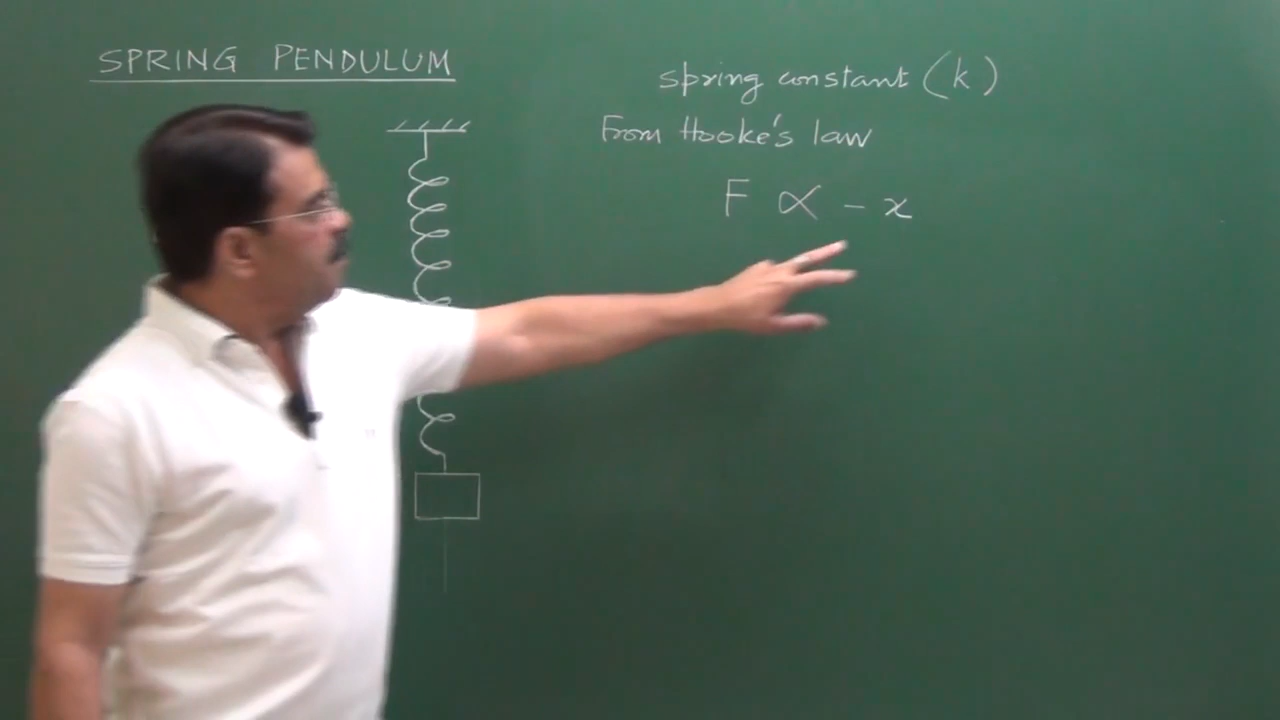 SPRING PENDULUM
spring constant (k)
From Hooke's law
F ∝ - x